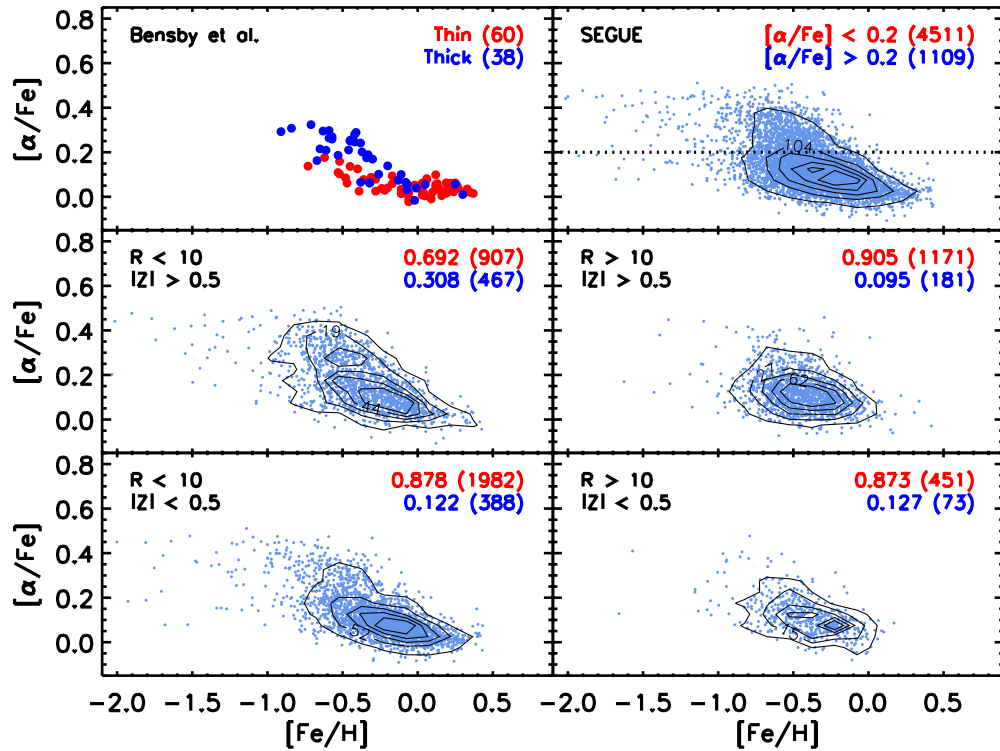 Bensby et al.
Thin (60)
Thick (38)
SEGUE
[α/Fe] < 0.2 (4511)
[α/Fe] > 0.2 (1109)
0.8
0.6
0.4
0.2
0.0
[α/Fe]
104
R < 10
|Z| > 0.5
0.692 (907)
0.308 (467)
R > 10
|Z| > 0.5
0.905 (1171)
0.095 (181)
0.8
0.6
0.4
0.2
0.0
[α/Fe]
19
44
62
R < 10
|Z| < 0.5
0.878 (1982)
0.122 (388)
R > 10
|Z| < 0.5
0.873 (451)
0.127 (73)
0.8
0.6
0.4
0.2
0.0
[α/Fe]
52
15
-2.0 -1.5 -1.0 -0.5 0.0 0.5
-2.0 -1.5 -1.0 -0.5 0.0 0.5
[Fe/H]
[Fe/H]